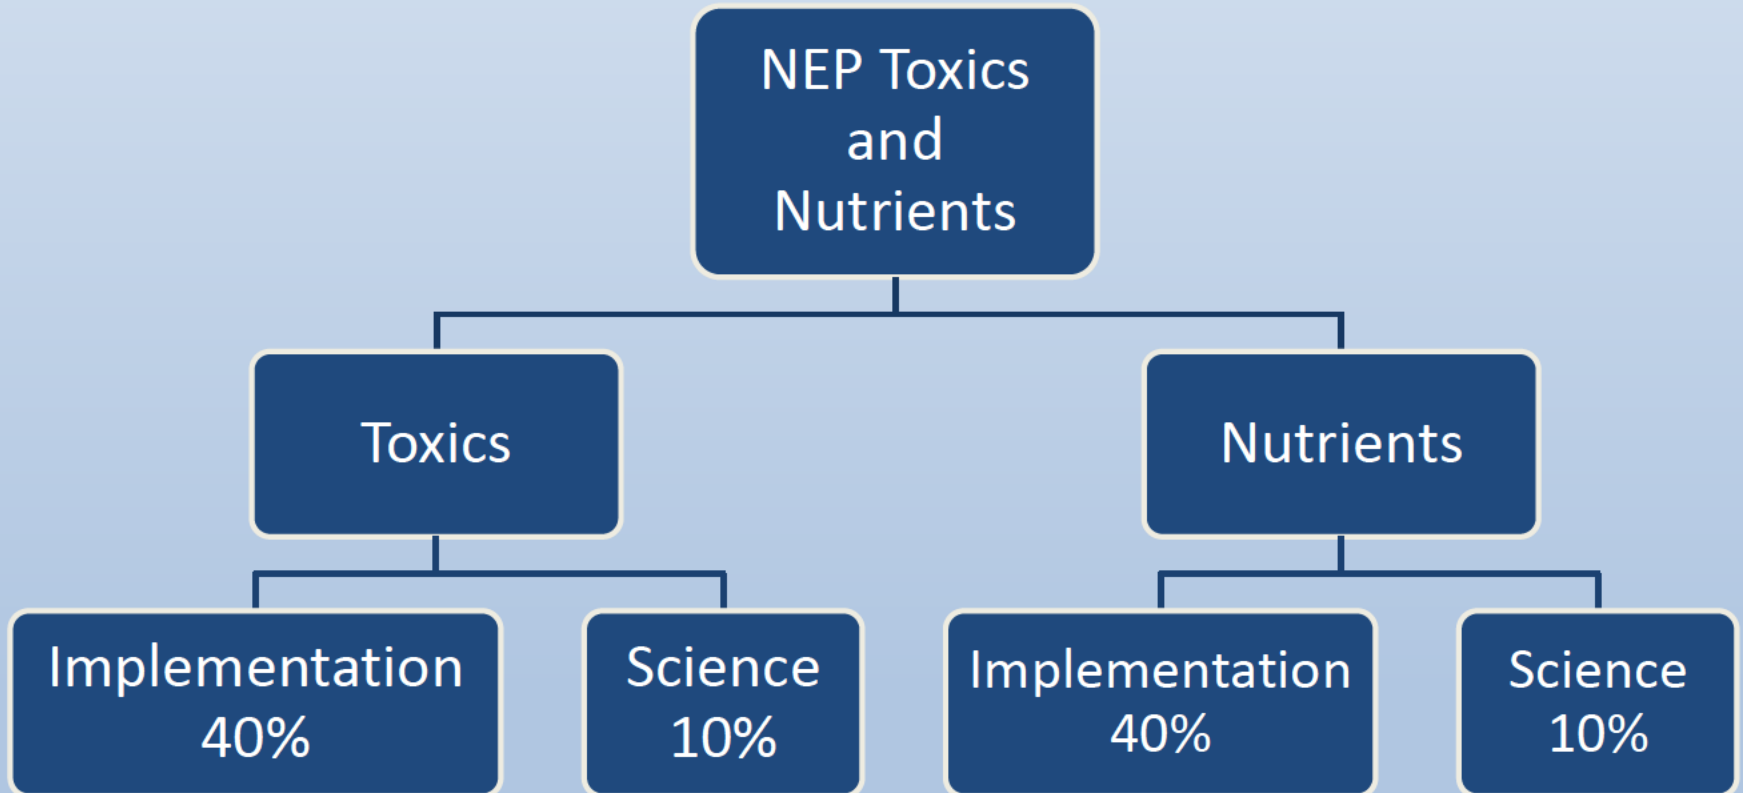 NEP Toxics
and
Nutrients
Toxics
Nutrients
Implementation
40%
Science
10%
Implementation
40%
Science
10%